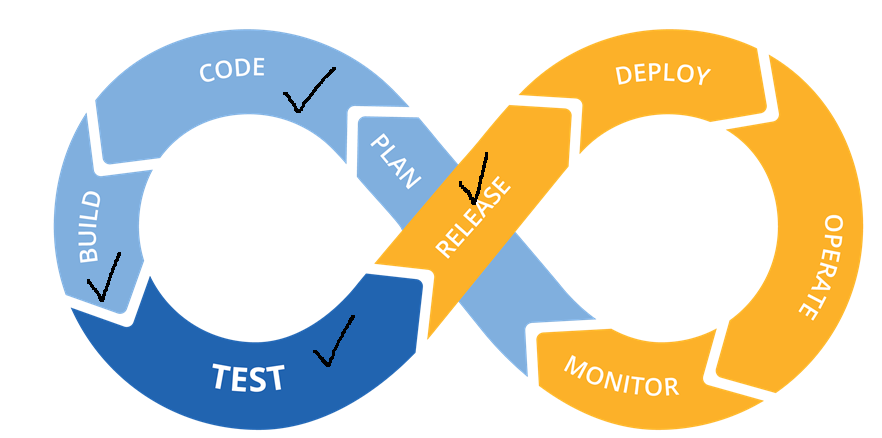 CODE
DEPLOY
PLAN
BUILD
RELEASE
OPERATE
TEST
MONITOR